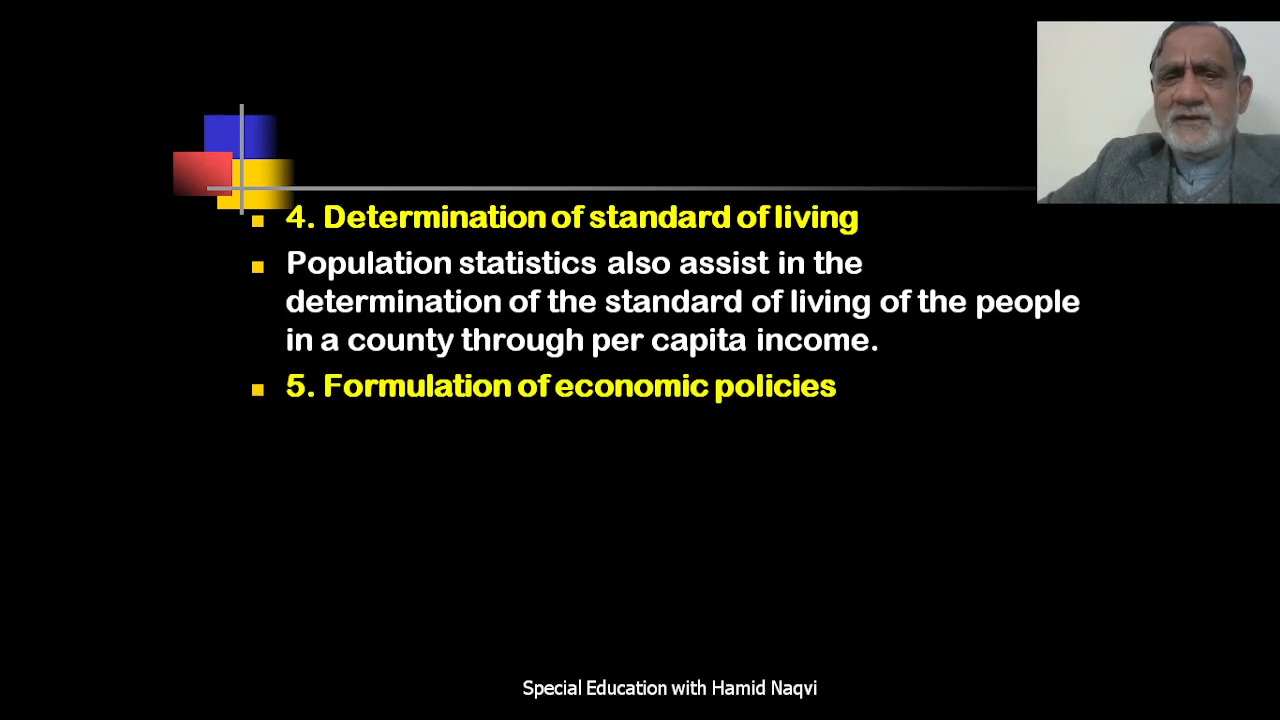 4. Determination of standard of living
Population statistics also assist in the
determination of the standard of living of the people
in a county through per capita income.
5. Formulation of economic policies
Special Education with Hamid Naqvi